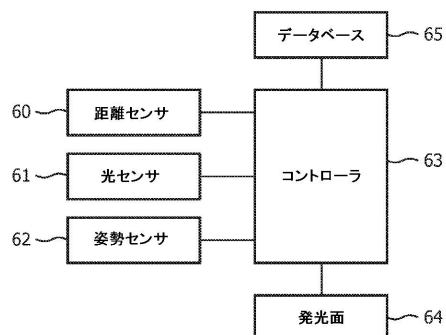 データベース 65
60 距離センサ
61 光センサ
コントローラ 63
62 姿勢センサ
発光面 64